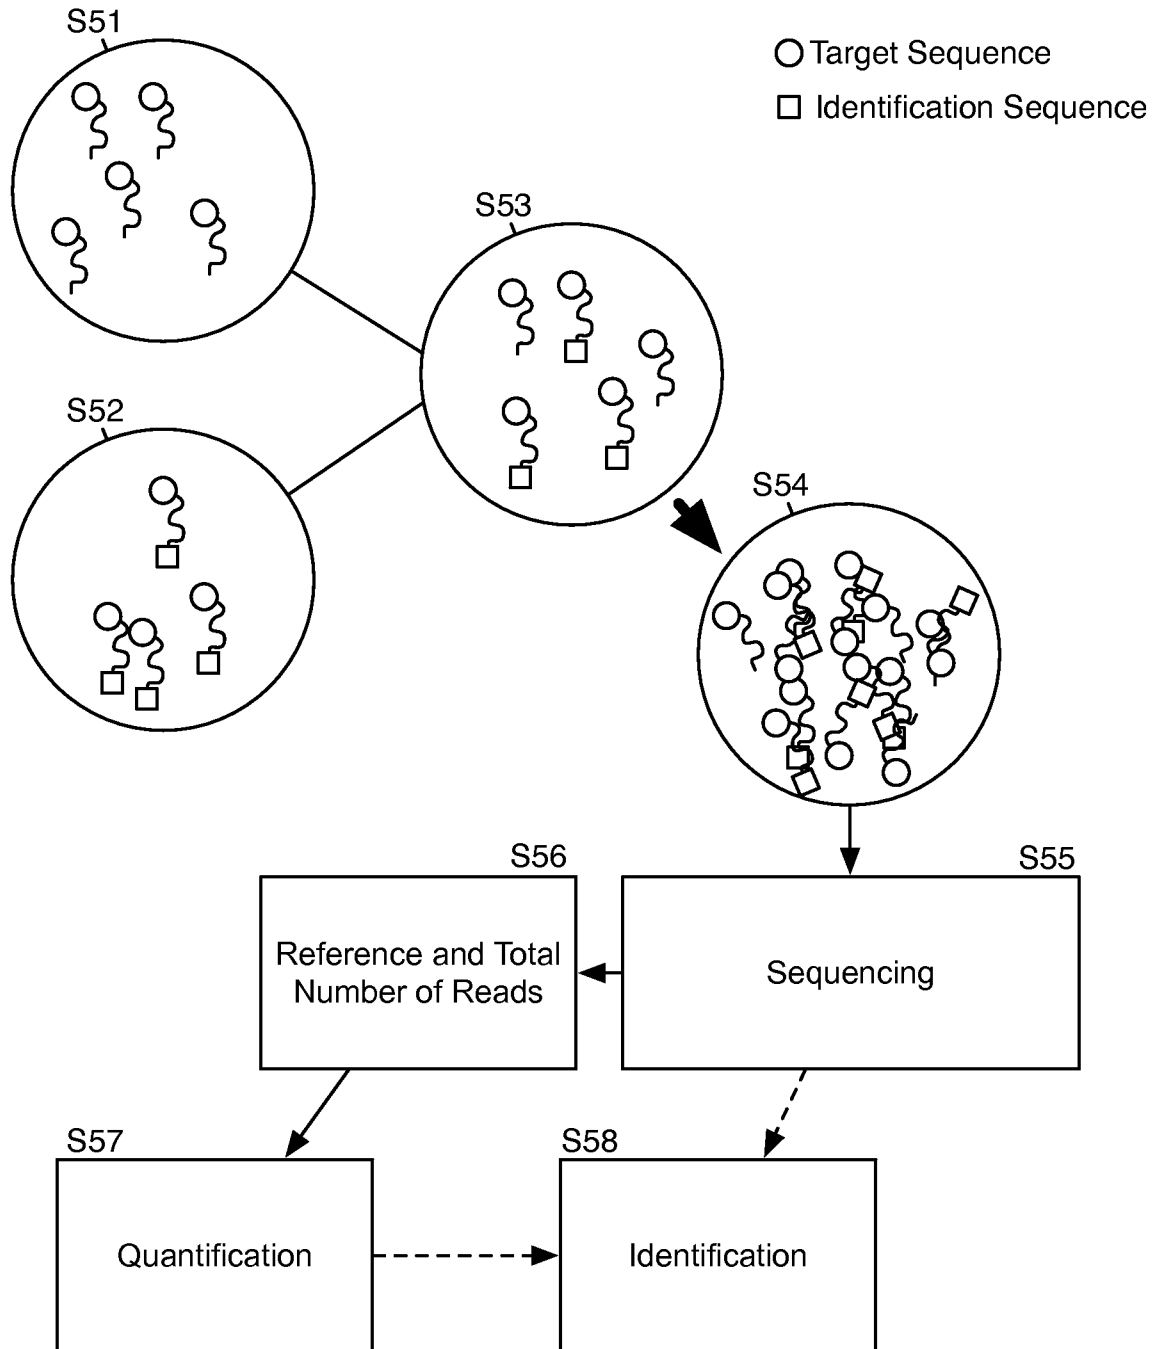 S51
Target Sequence
Identification Sequence
S53
S52
S54
S56
S55
Reference and Total
Number of Reads
Sequencing
S57
S58
Quantification
Identification